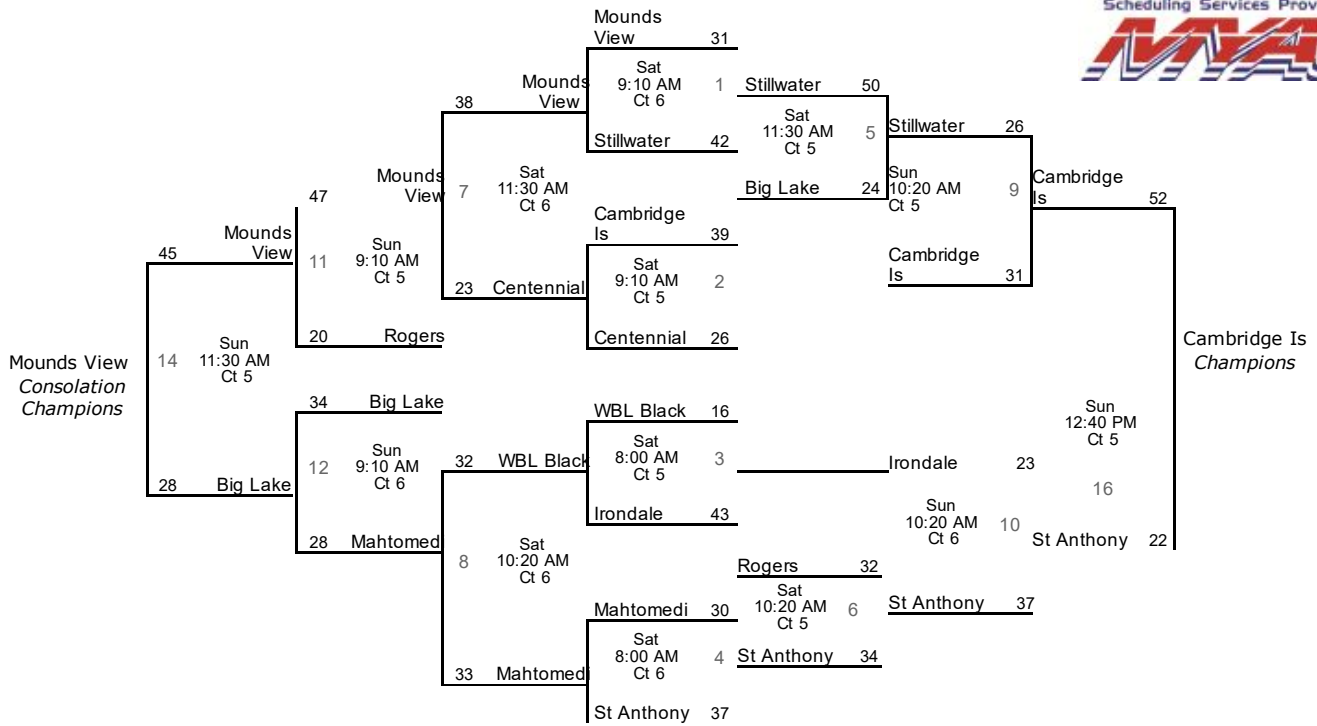 Scheduling Services Prov
MYA
Mounds
View 31
Sat
9:10 AM
Ct 6
1
Stillwater 42
Mounds
View
38
Stillwater 50
Sat
11:30 AM
Ct 5
5
Big Lake 24
Stillwater 26
Sun
10:20 AM
Ct 5
9
Cambridge
Is 31
Cambridge
Is 52
Mounds
View
47
7
Sat
11:30 AM
Ct 6
Cambridge
Is 39
Sat
9:10 AM
Ct 5
2
Centennial 26
23 Centennial
Mounds
View
45
11
Sun
9:10 AM
Ct 5
20 Rogers
Mounds View
Consolation
Champions
14
Sun
11:30 AM
Ct 5
Cambridge Is
Champions
34 Big Lake
12
Sun
9:10 AM
Ct 6
28 Big Lake
28 Mahtomedi
WBL Black 16
Sat
8:00 AM
Ct 5
3
Irondale 43
32 WBL Black
8
Sat
10:20 AM
Ct 6
33 Mahtomedi
Irondale 23
Sun
10:20 AM
Ct 6
10
St Anthony 37
Sun
12:40 PM
Ct 5
16
St Anthony 22
Rogers 32
Sat
10:20 AM
Ct 5
6
St Anthony 34
Mahtomedi 30
Sat
8:00 AM
Ct 6
4
St Anthony 37